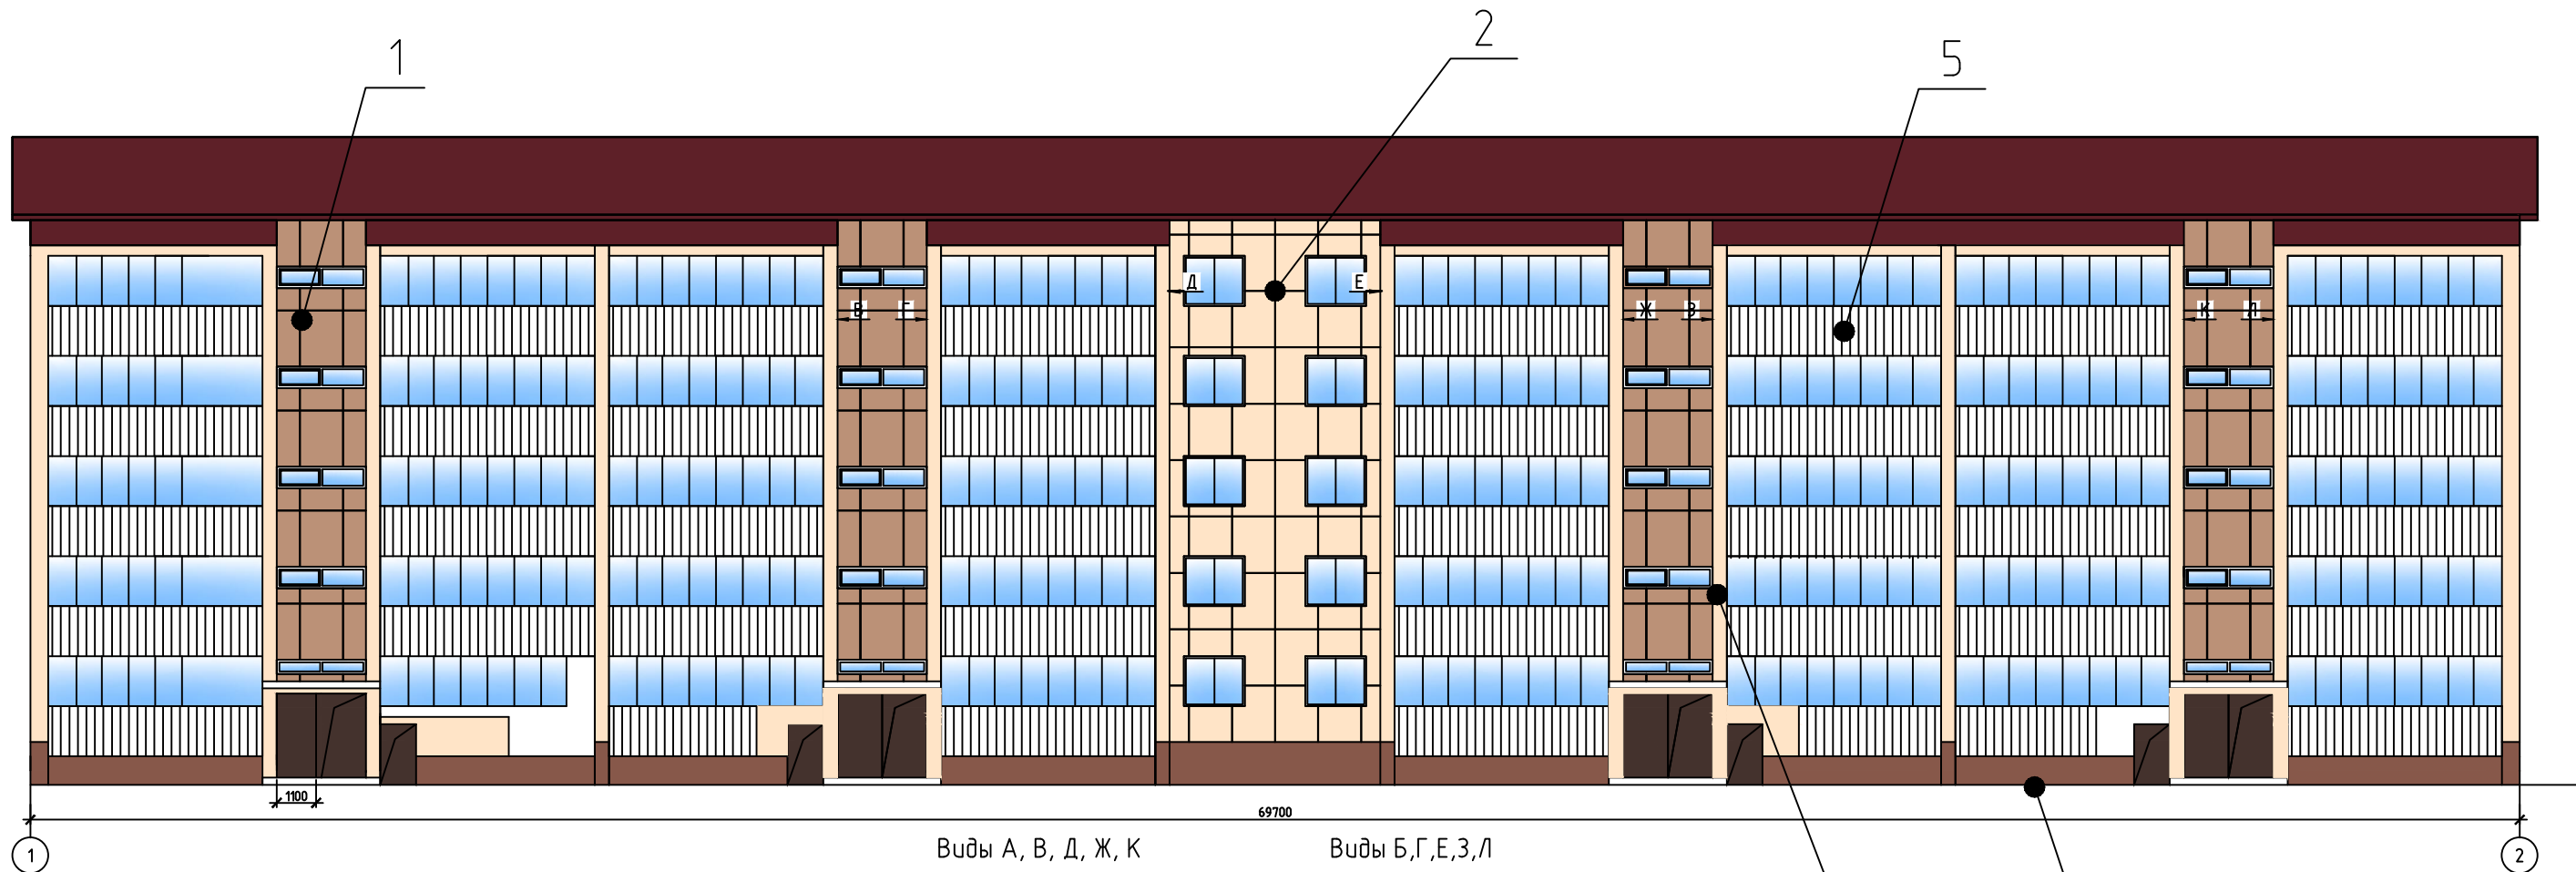 1
2
5
Д
Е
В
Г
Ж
В
К
Л
1100
69700
1
Виды А, В, Д, Ж, К
Виды Б,Г,Е,З,Л
2